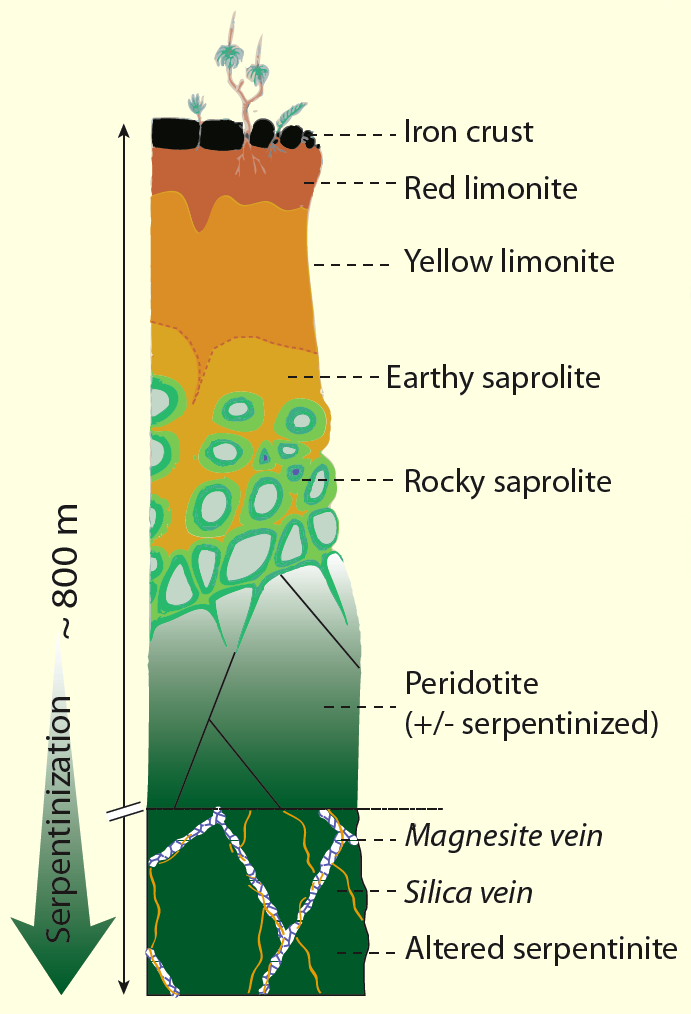 Iron crust
Red limonite
Yellow limonite
Earthy saprolite
Rocky saprolite
~ 800 m
Serpentinization
Peridotite
(+/- serpentinized)
Magnesite vein
Silica vein
Altered serpentinite